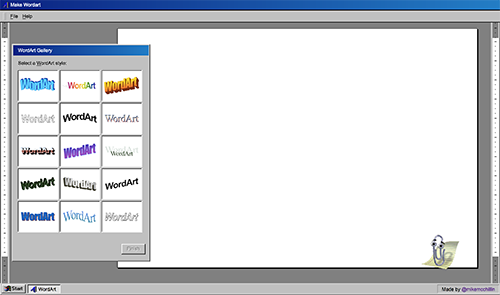 Make Wordart
File Help
WordArt Gallery
Select a WordArt style:
WordArt WordArt WordArt
WordArt WordArt WordArt
WordArt WordArt WordArt
WordArt WordArt WordArt
WordArt WordArt WordArt
Start WordArt Made by @mikemcchillin